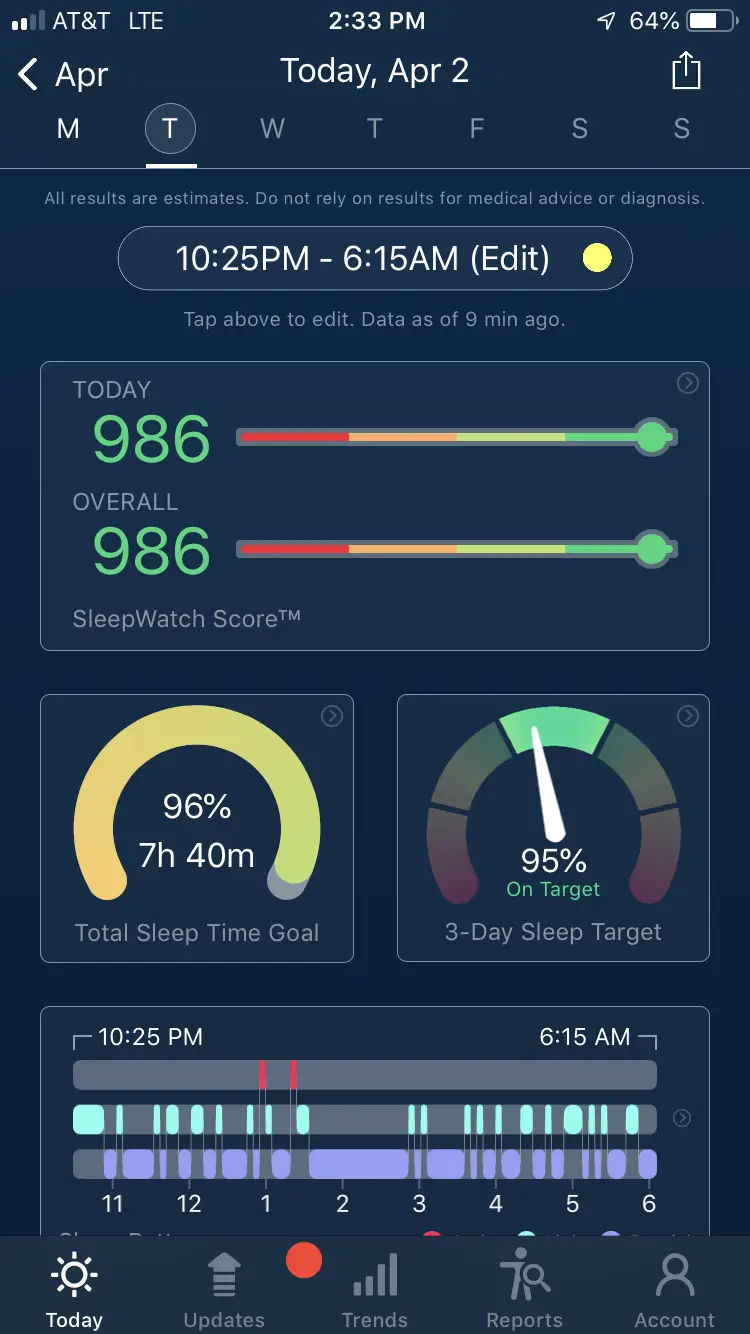 AT&T LTE 2:33 PM 64%
Apr Today, Apr 2
M T W T F S S
All results are estimates. Do not rely on results for medical advice or diagnosis.
10:25PM - 6:15AM (Edit)
Tap above to edit. Data as of 9 min ago.
TODAY
986
OVERALL
986
SleepWatch Score™
96%
7h 40m
Total Sleep Time Goal
95%
On Target
3-Day Sleep Target
10:25 PM 6:15 AM
11 12 1 2 3 4 5 6
Today Updates Trends Reports Account